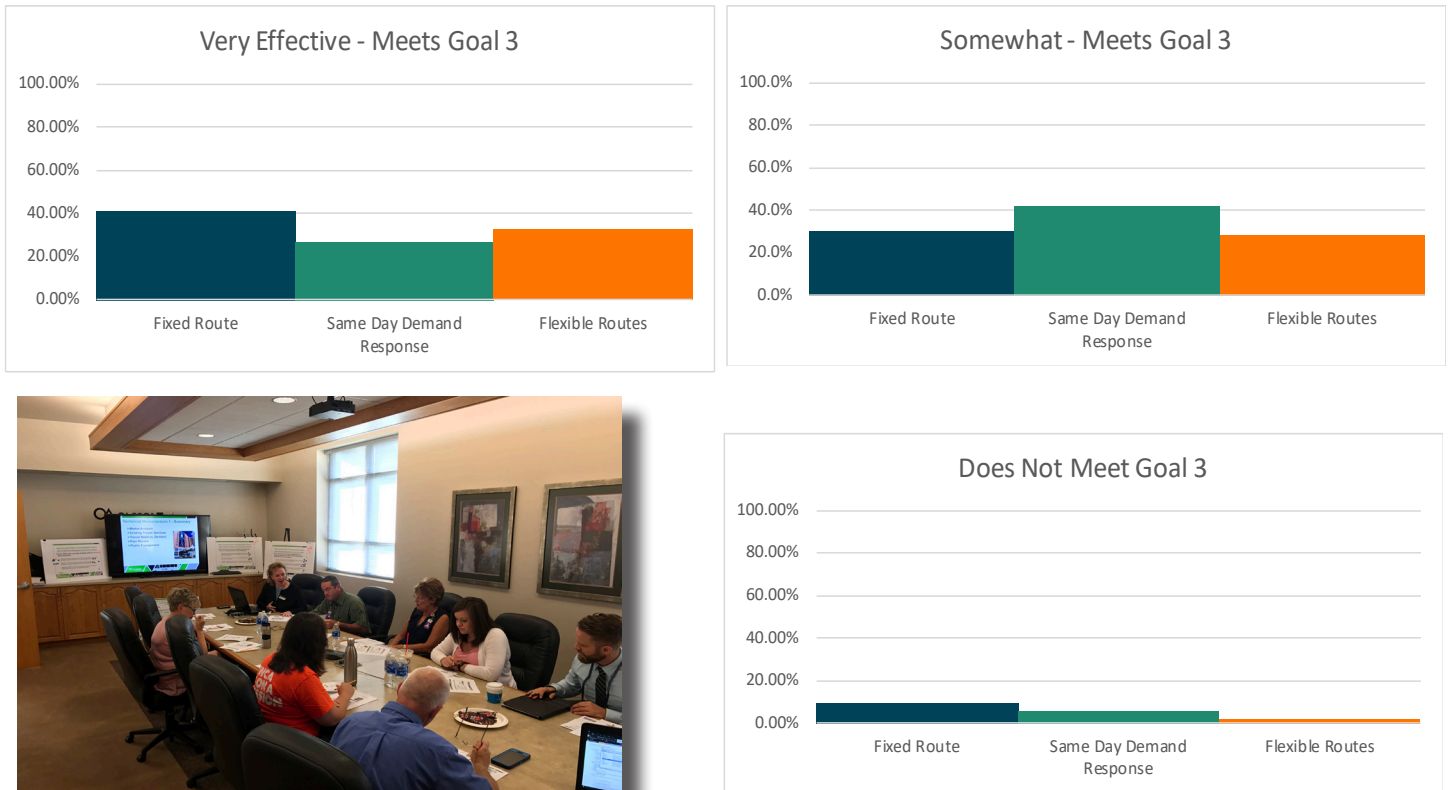 Very Effective - Meets Goal 3
100.00%
80.00%
60.00%
40.00%
20.00%
0.00%
Fixed Route
Same Day Demand
Response
Flexible Routes
Somewhat - Meets Goal 3
100.0%
80.0%
60.0%
40.0%
20.0%
0.0%
Fixed Route
Same Day Demand
Response
Flexible Routes
Does Not Meet Goal 3
100.00%
80.00%
60.00%
40.00%
20.00%
0.00%
Fixed Route
Same Day Demand
Response
Flexible Routes